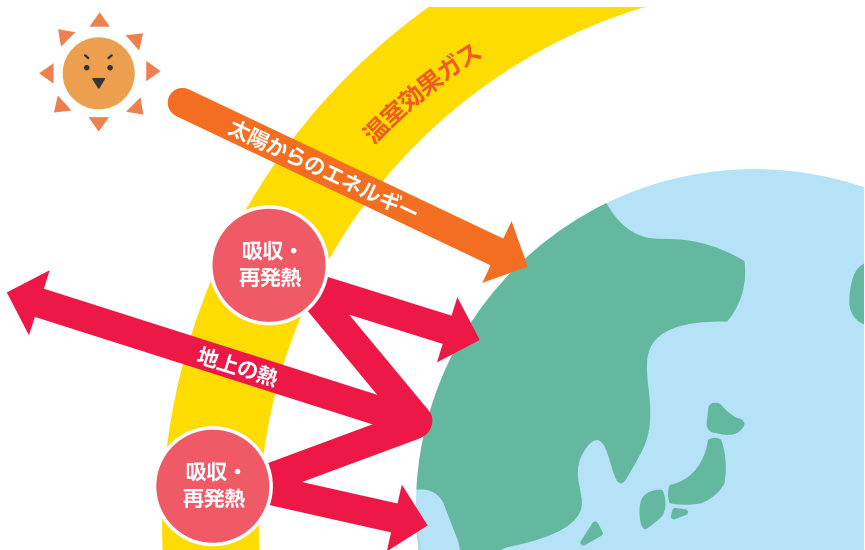 温室効果ガス
太陽からのエネルギー
吸収・
再発熱
地上の熱
吸収・
再発熱